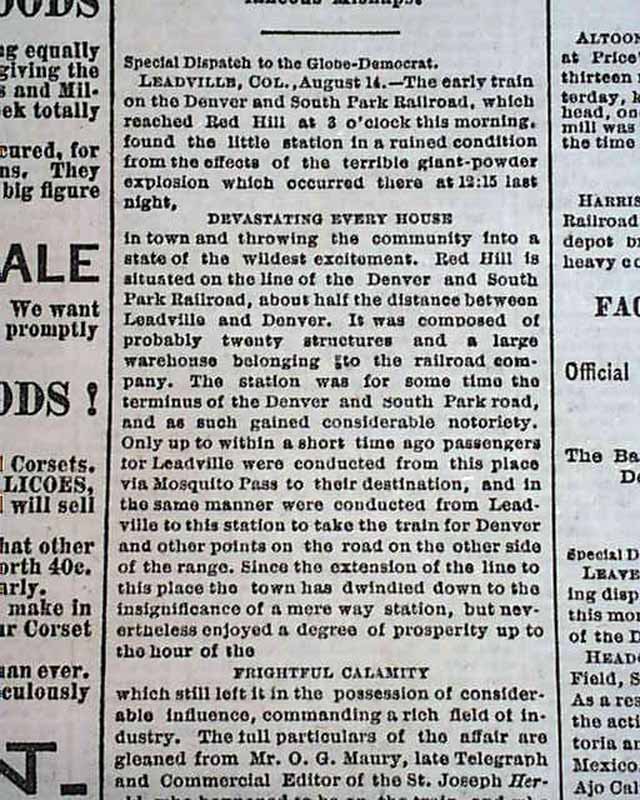 OODS
ng equally
giving the
s and Mil-
ek totally
cured, for
ns. They
big figure
ALE
We want
promptly
ODS !
Corsets.
LICOES,
will sell
hat other
orth 40c.
arly.
make in
ur Corset
an ever.
culously
NT.
Special Dispatch to the Globe-Democrat.
LEADVILLE, COL., August 14.—The early train
on the Denver and South Park Railroad, which
reached Red Hill at 3 o'clock this morning,
found the little station in a ruined condition
from the effects of the terrible giant-powder
explosion which occurred there at 12:15 last
night,
DEVASTATING EVERY HOUSE
in town and throwing the community into a
state of the wildest excitement. Red Hill is
situated on the line of the Denver and South
Park Railroad, about half the distance between
Leadville and Denver. It was composed of
probably twenty structures and a large
warehouse belonging to the railroad com-
pany. The station was for some time the
terminus of the Denver and South Park road,
and as such gained considerable notoriety.
Only up to within a short time ago passengers
for Leadville were conducted from this place
via Mosquito Pass to their destination, and in
the same manner were conducted from Lead-
ville to this station to take the train for Denver
and other points on the road on the other side
of the range. Since the extension of the line to
this place the town has dwindled down to the
insignificance of a mere way station, but nev-
ertheless enjoyed a degree of prosperity up to
the hour of the
FRIGHTFUL CALAMITY
which still left it in the possession of consider-
able influence, commanding a rich field of in-
dustry. The full particulars of the affair are
gleaned from Mr. O. G. Maury, late Telegraph
and Commercial Editor of the St. Joseph Her-
ALTOON
at Price'
thirteen
terday, k
head, on
mill was
the time
HARRIS
Railroad
depot
heavy co
FAC
Official
The Ba
De
Special D
LEAVE
ing disp
this mor
of the D
HEADQ
Field, S
As a res
the acti
toria an
Mexico
Ajo Cal